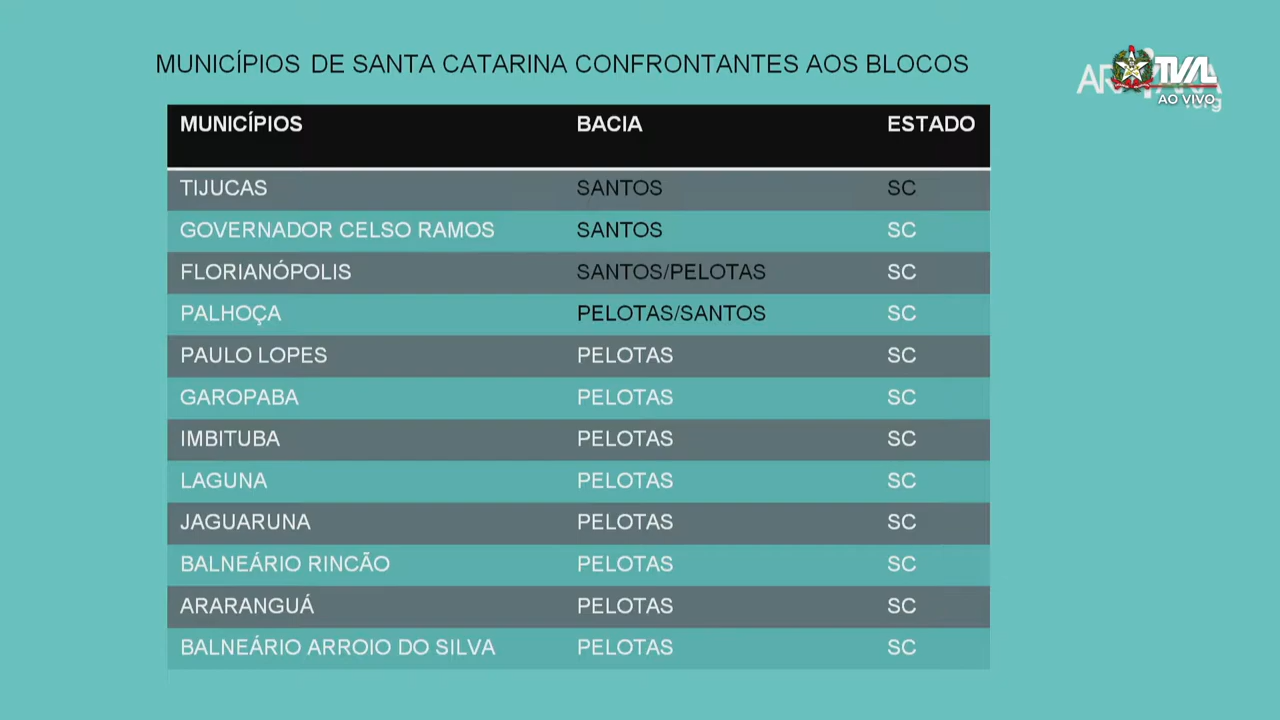 MUNICÍPIOS DE SANTA CATARINA CONFRONTANTES AOS BLOCOS
TVAL
AO VIVO
MUNICÍPIOS BACIA ESTADO
TIJUCAS SANTOS SC
GOVERNADOR CELSO RAMOS SANTOS SC
FLORIANÓPOLIS SANTOS/PELOTAS SC
PALHOÇA PELOTAS/SANTOS SC
PAULO LOPES PELOTAS SC
GAROPABA PELOTAS SC
IMBITUBA PELOTAS SC
LAGUNA PELOTAS SC
JAGUARUNA PELOTAS SC
BALNEÁRIO RINCÃO PELOTAS SC
ARARANGUÁ PELOTAS SC
BALNEÁRIO ARROIO DO SILVA PELOTAS SC